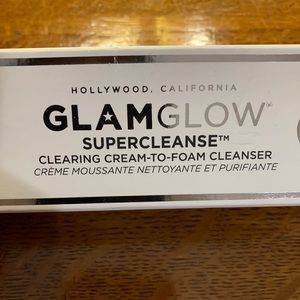 HOLLYWOOD, CALIFORNIA
GLAMGLOW®
SUPERCLEANSE™
CLEARING CREAM-TO-FOAM CLEANSER
CRÈME MOUSSANTE NETTOYANTE ET PURIFIANTE